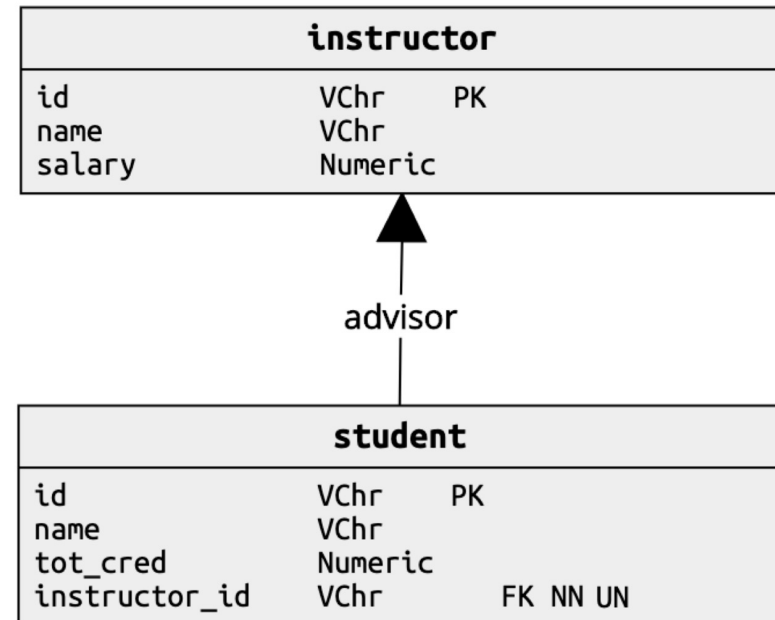 instructor
id VChr PK
name VChr
salary Numeric
advisor
student
id VChr PK
name VChr
tot_cred Numeric
instructor_id VChr FK NN UN